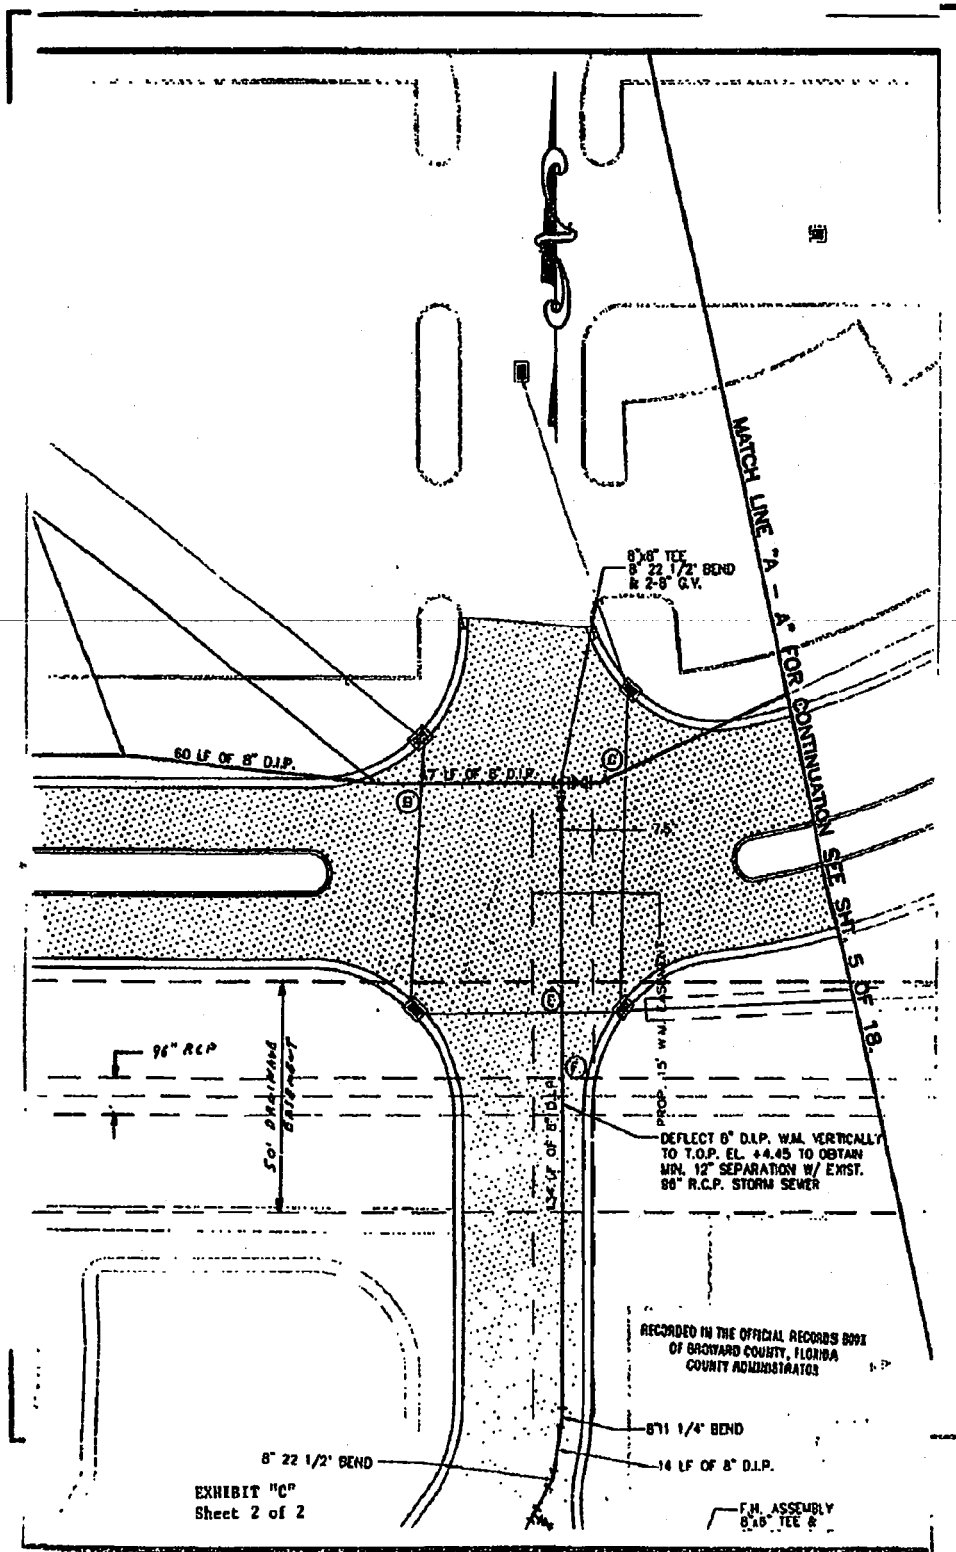 8"x8" TEE
8" 22 1/2° BEND
& 2-8" G.V.
MATCH LINE "A - A" FOR CONTINUATION SEE SHT. 5 OF 18.
60 LF OF 8" D.I.P.
LF OF 8" D.I.P.
B
G
7.5'
E
F
96" RCP
50' DRAINAGE
EASEMENT
PROP. 15' W.M. EASEMENT
LF OF 8" D.I.P.
DEFLECT 8" D.I.P. W.M. VERTICALLY
TO T.O.P. EL. +4.45 TO OBTAIN
MIN. 12" SEPARATION W/ EXIST.
96" R.C.P. STORM SEWER
RECORDED IN THE OFFICIAL RECORDS BOOK
OF BROWARD COUNTY, FLORIDA
COUNTY ADMINISTRATOR
8"11 1/4° BEND
8" 22 1/2° BEND
14 LF OF 8" D.I.P.
EXHIBIT "C"
Sheet 2 of 2
F.H. ASSEMBLY
8"x6" TEE &